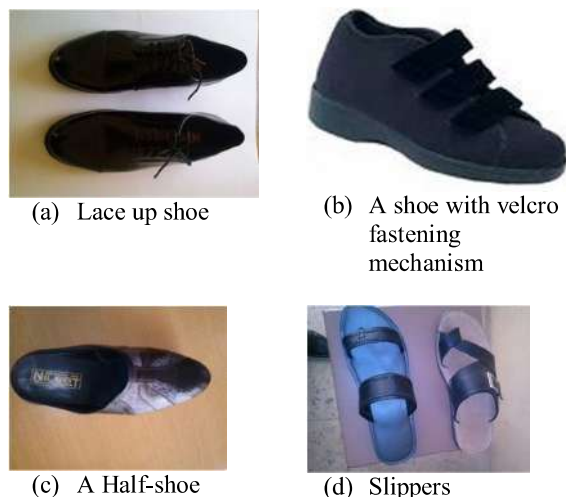 (a) Lace up shoe
(b) A shoe with velcro
fastening
mechanism
(c) A Half-shoe
(d) Slippers